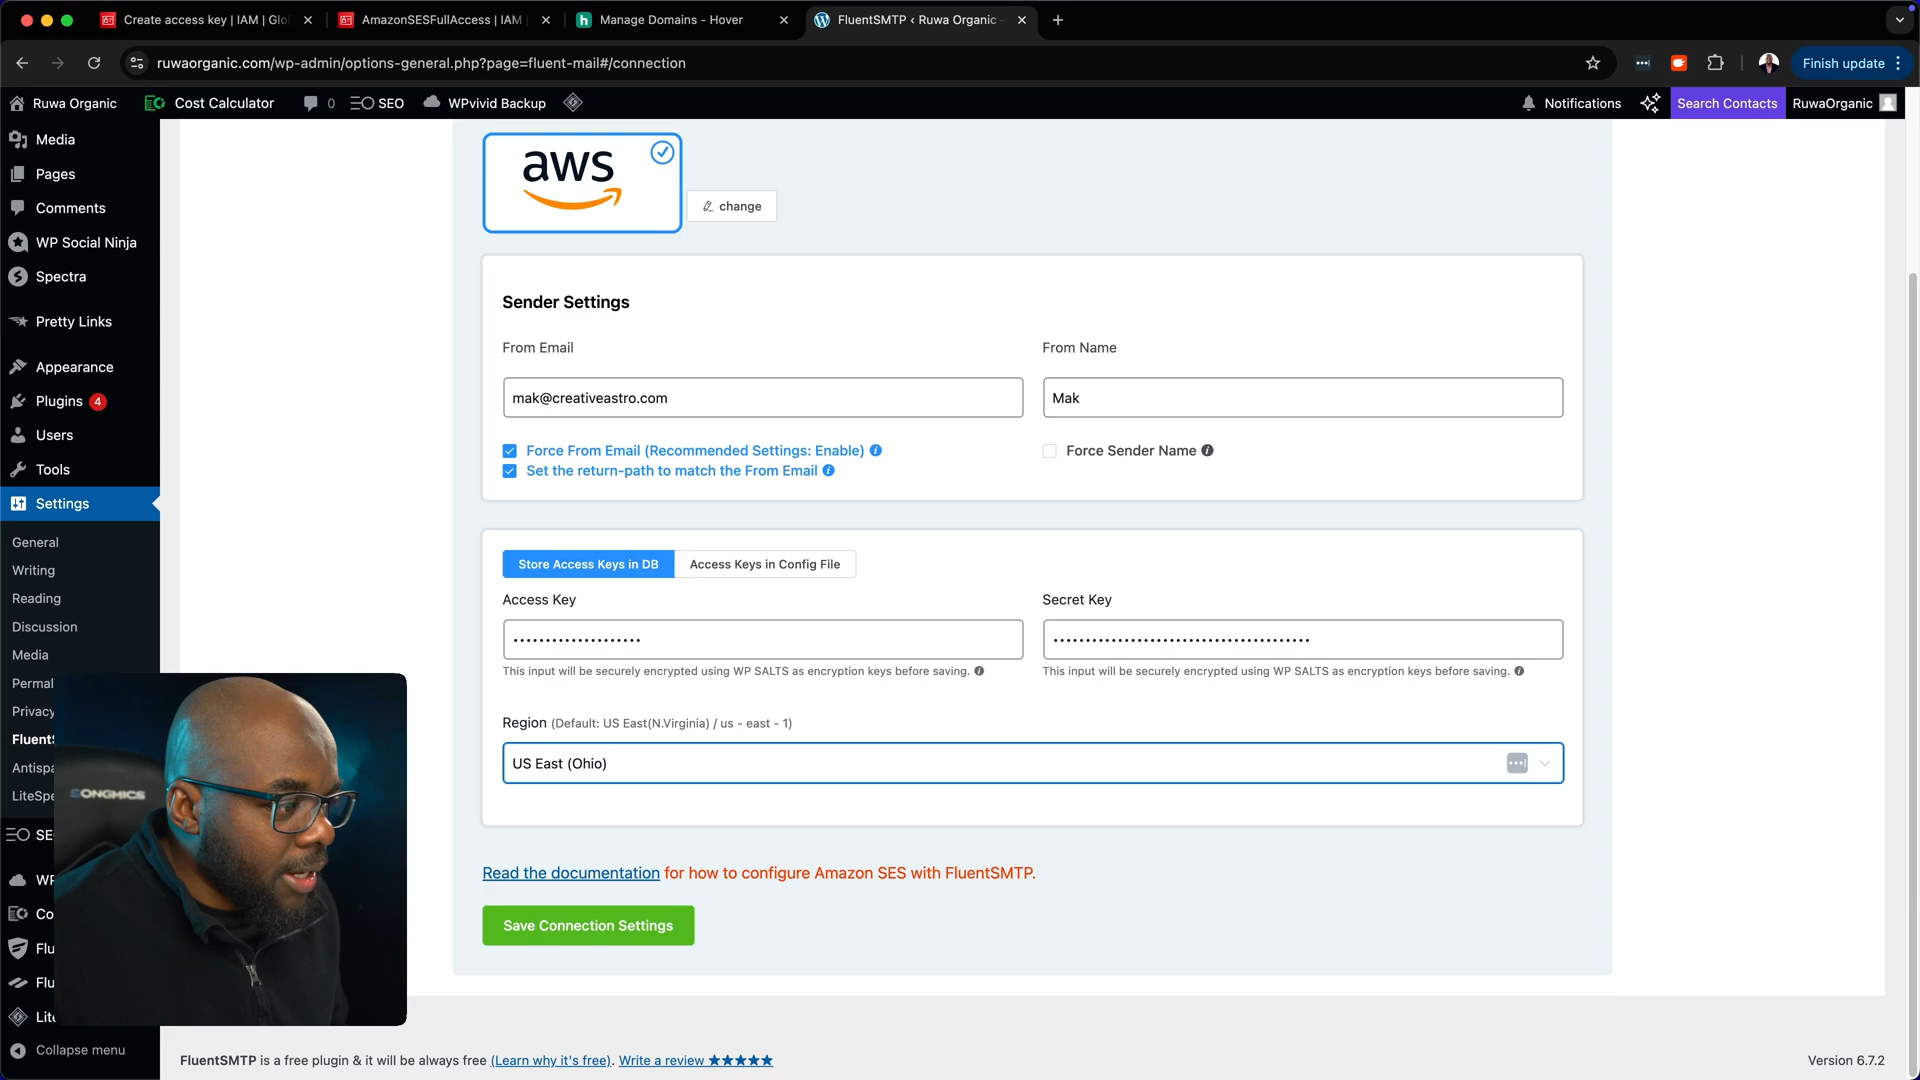 Create access key | IAM | Glo
AmazonSESFullAccess | IAM
Manage Domains - Hover
FluentSMTP ‹ Ruwa Organic
ruwaorganic.com/wp-admin/options-general.php?page=fluent-mail#/connection
Finish update
Ruwa Organic
Cost Calculator
0
SEO
WPvivid Backup
Notifications
Search Contacts
RuwaOrganic
Media
Pages
Comments
WP Social Ninja
Spectra
Pretty Links
Appearance
Plugins 4
Users
Tools
Settings
General
Writing
Reading
Discussion
Media
Permal
Privacy
FluentS
Antispa
LiteSpe
SE
WP
Co
Flu
Flu
Lite
Collapse menu
aws
change
Sender Settings
From Email
From Name
mak@creativeastro.com
Mak
Force From Email (Recommended Settings: Enable)
Force Sender Name
Set the return-path to match the From Email
Store Access Keys in DB
Access Keys in Config File
Access Key
Secret Key
This input will be securely encrypted using WP SALTS as encryption keys before saving.
This input will be securely encrypted using WP SALTS as encryption keys before saving.
Region (Default: US East(N.Virginia) / us - east - 1)
US East (Ohio)
Read the documentation for how to configure Amazon SES with FluentSMTP.
Save Connection Settings
FluentSMTP is a free plugin & it will be always free (Learn why it's free). Write a review ★★★★★
Version 6.7.2